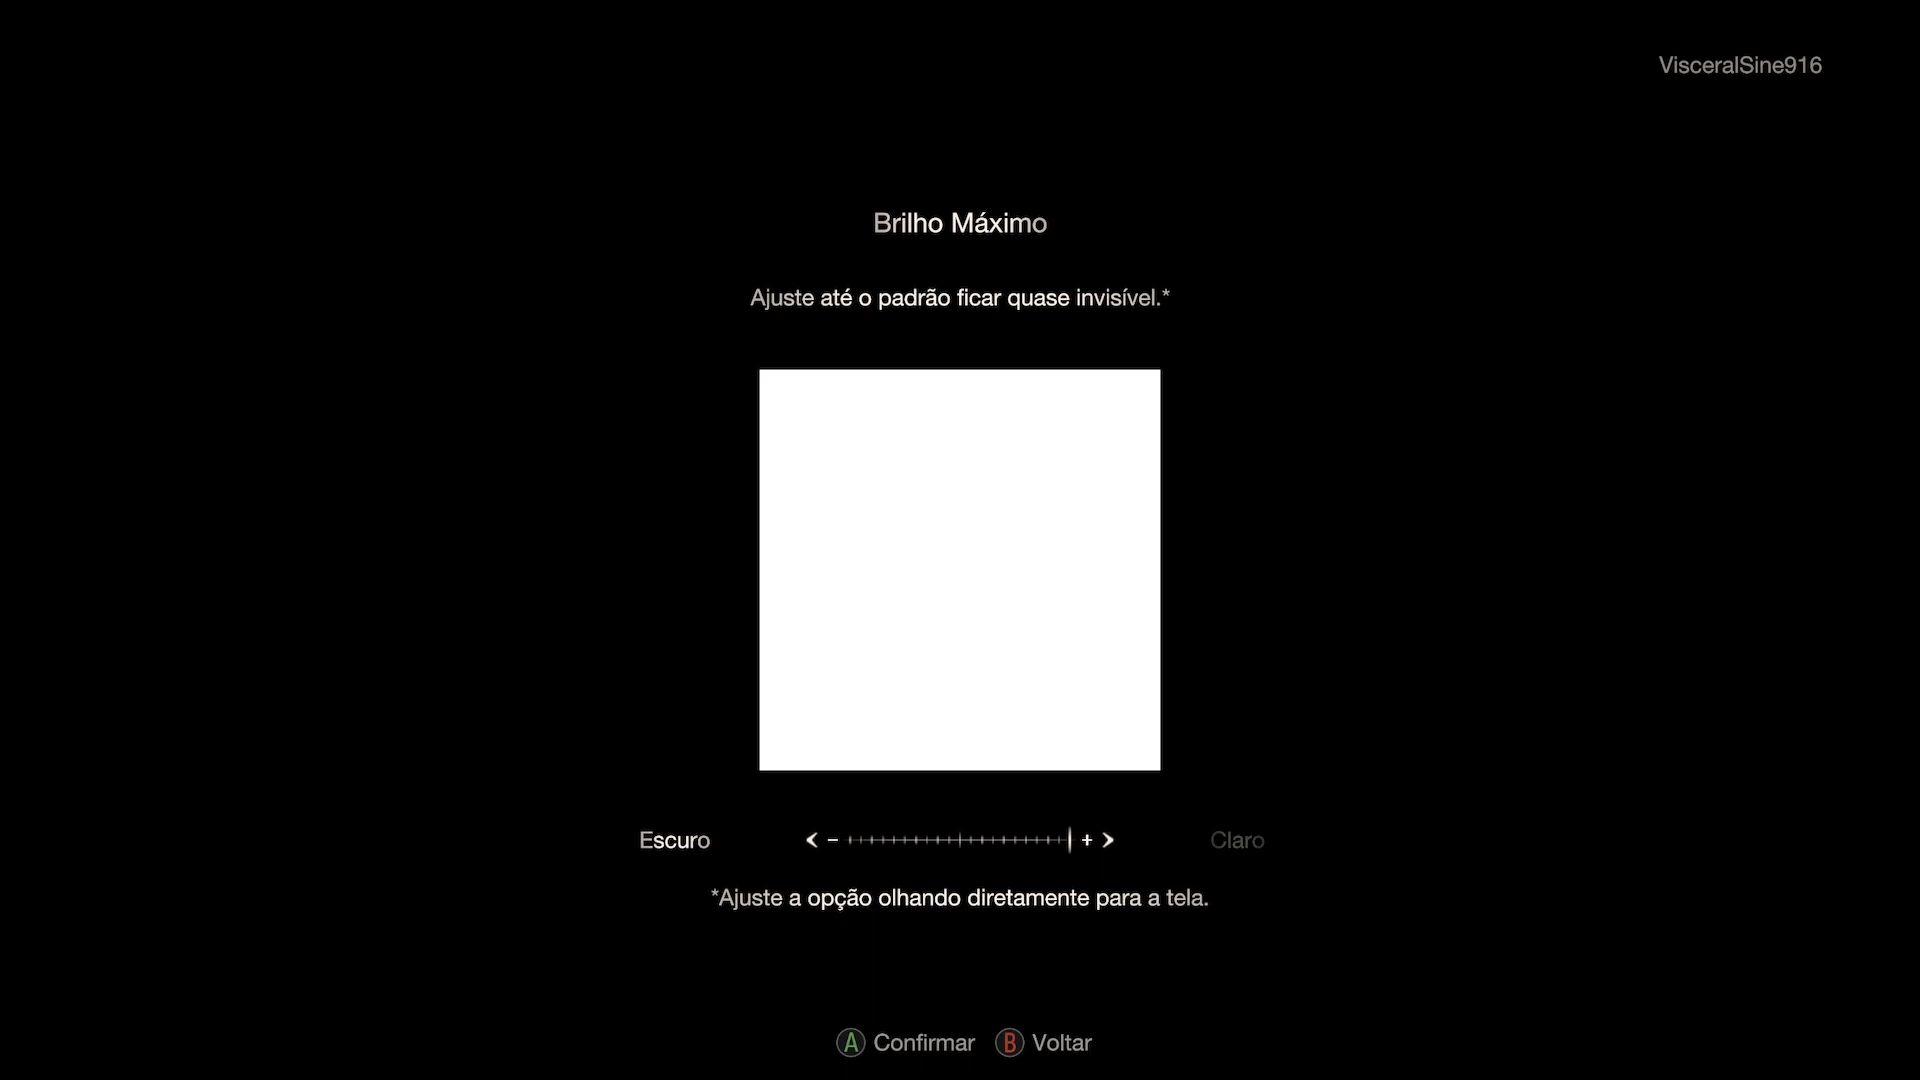 VisceralSine916
Brilho Máximo
Ajuste até o padrão ficar quase invisível.*
Escuro
- +
Claro
*Ajuste a opção olhando diretamente para a tela.
A Confirmar B Voltar